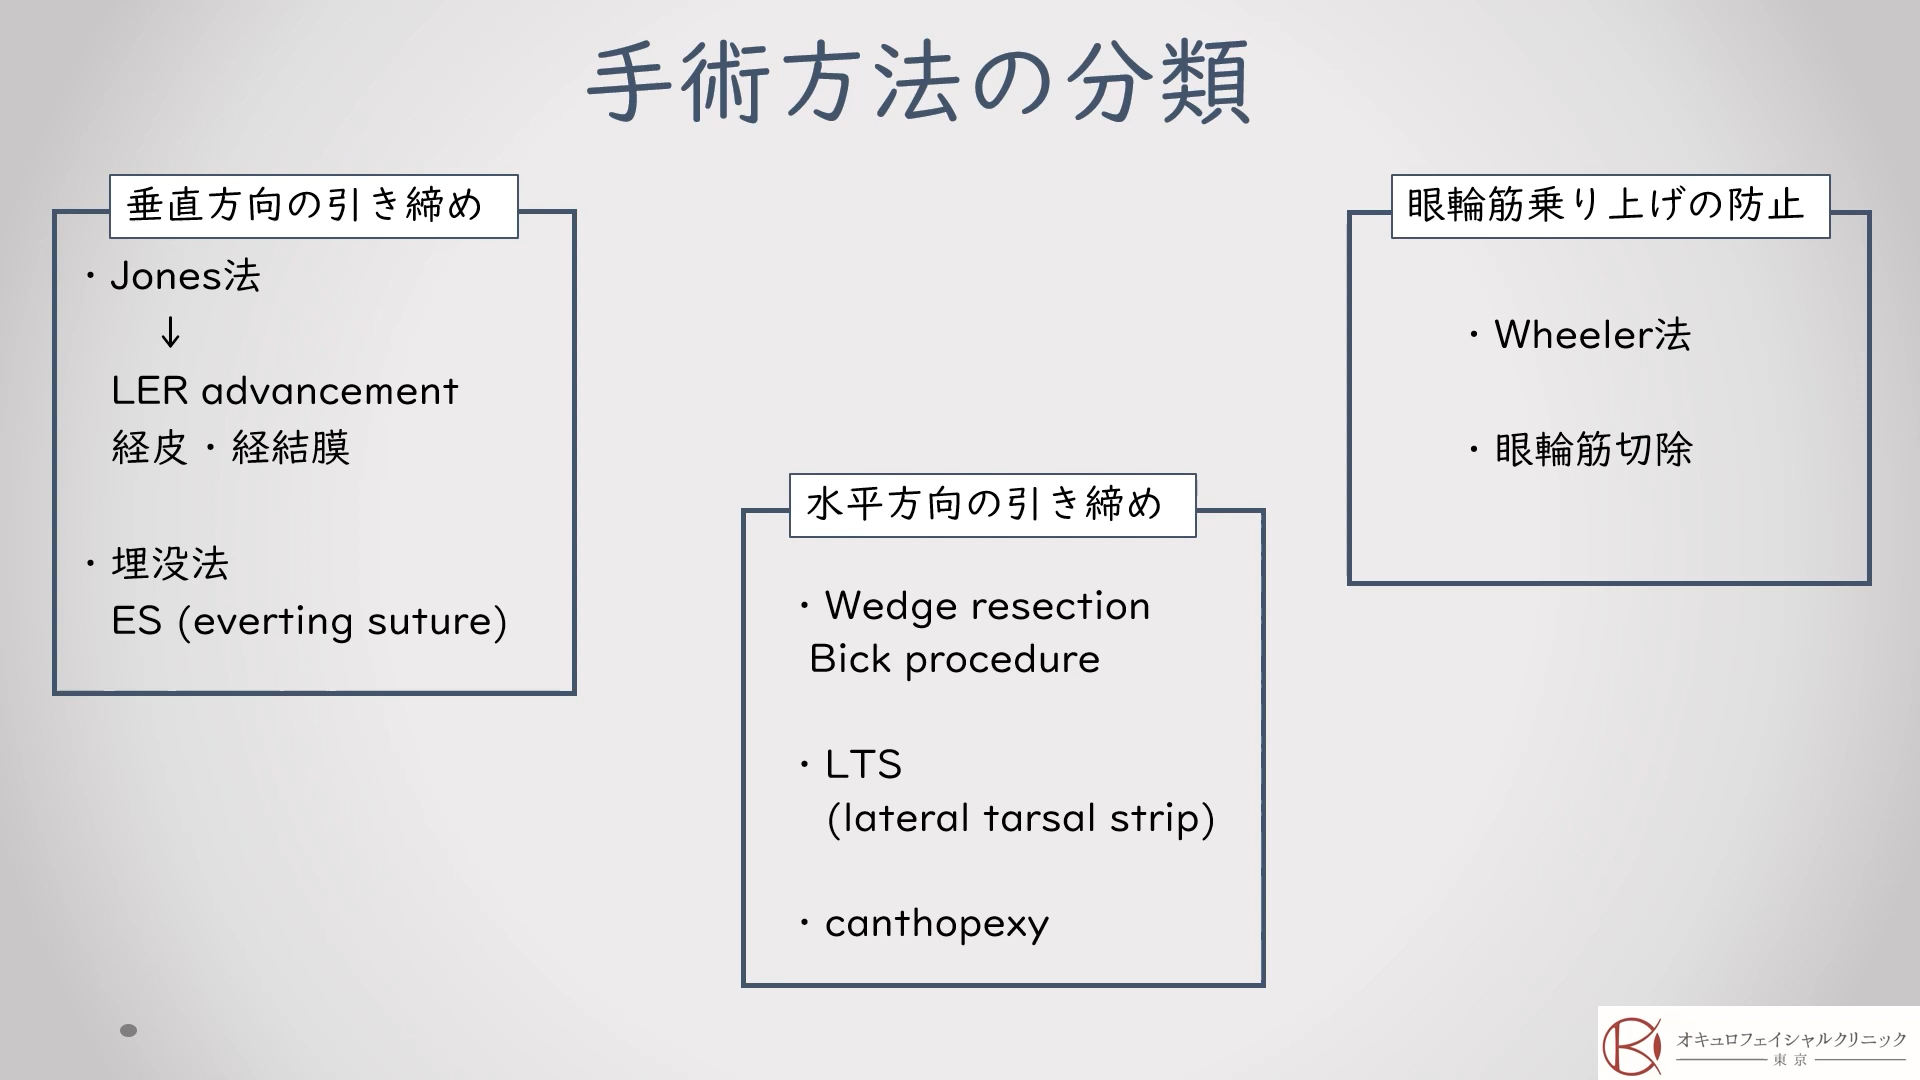 手術方法の分類
垂直方向の引き締め
・Jones法
↓
LER advancement
経皮・経結膜
・埋没法
ES (everting suture)
水平方向の引き締め
・Wedge resection
Bick procedure
・LTS
(lateral tarsal strip)
・canthopexy
眼輪筋乗り上げの防止
・Wheeler法
・眼輪筋切除
オキュロフェイシャルクリニック
東京